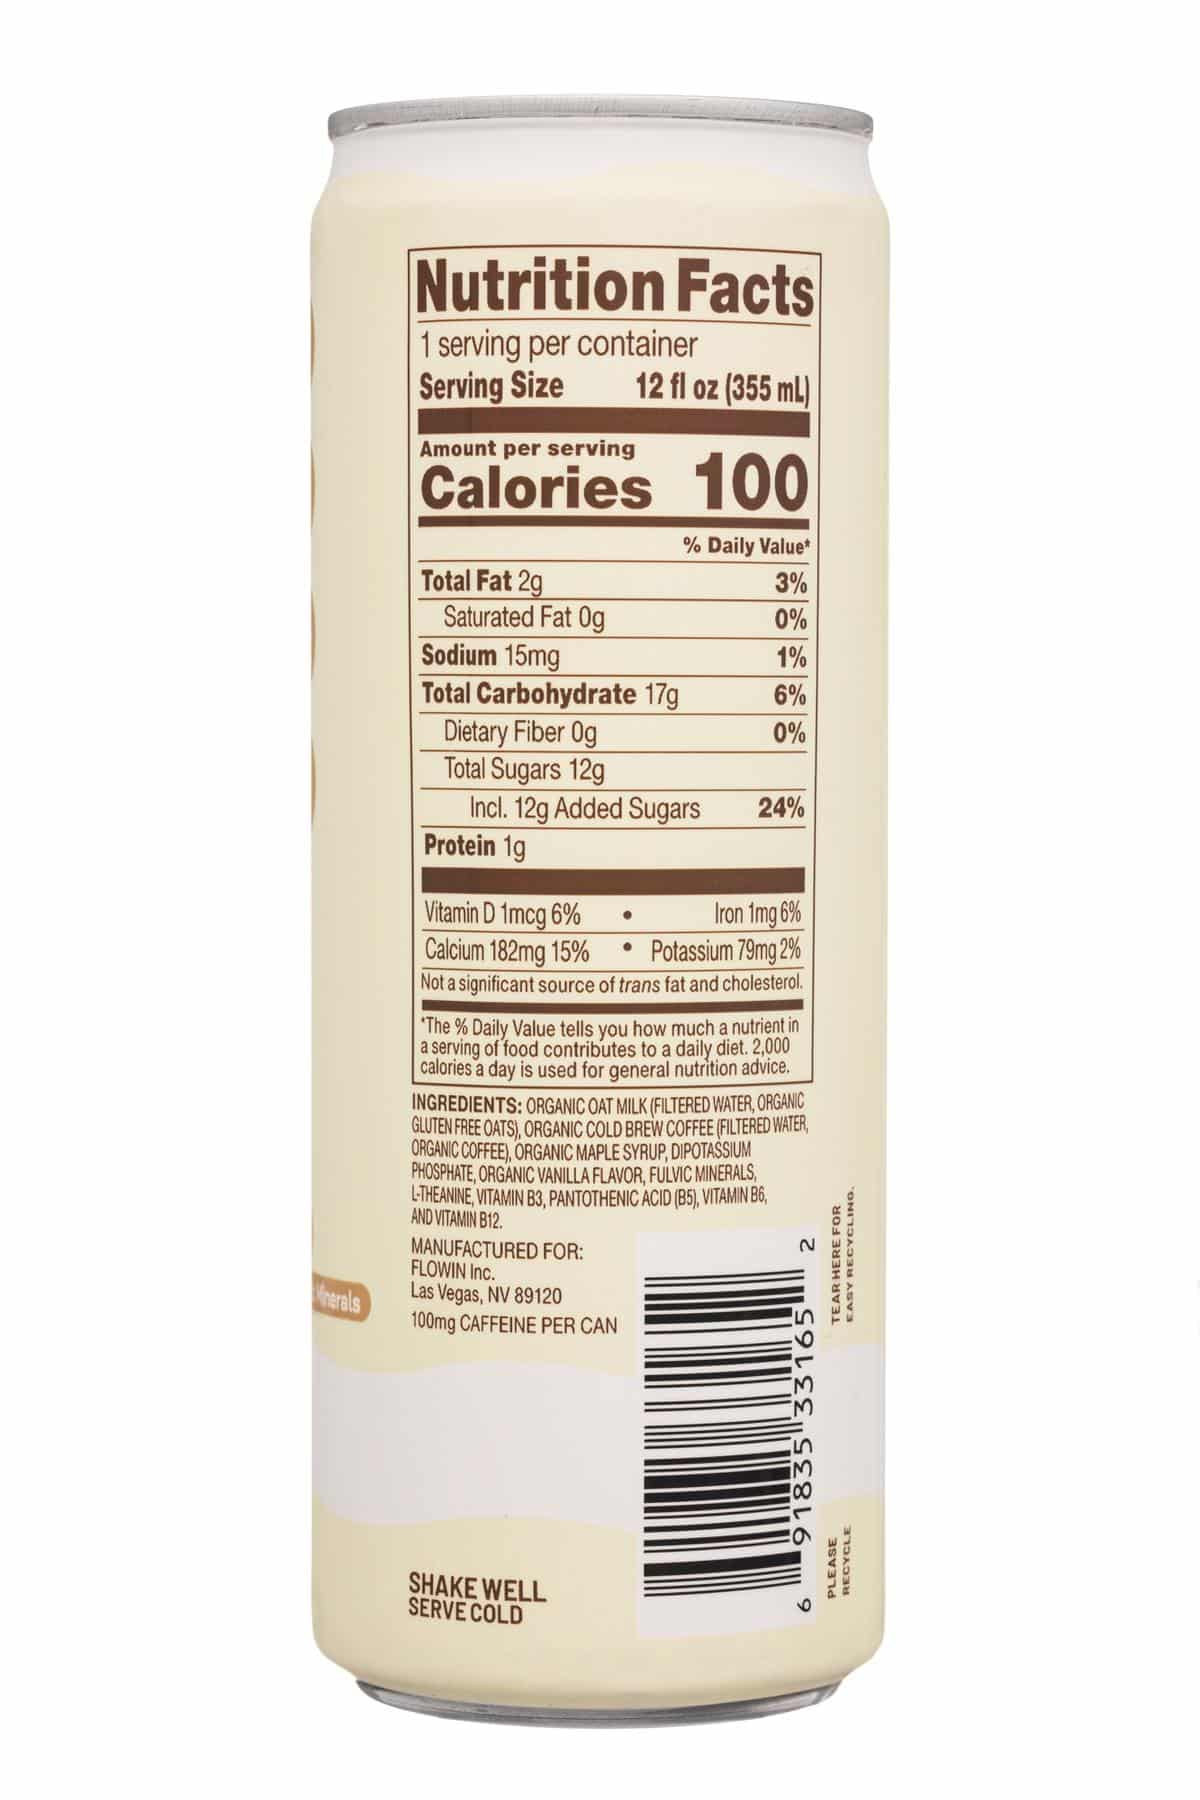 Nutrition Facts
1 serving per container
Serving Size 12 fl oz (355 mL)
Amount per serving
Calories 100
% Daily Value*
Total Fat 2g 3%
Saturated Fat 0g 0%
Sodium 15mg 1%
Total Carbohydrate 17g 6%
Dietary Fiber 0g 0%
Total Sugars 12g
Incl. 12g Added Sugars 24%
Protein 1g
Vitamin D 1mcg 6% • Iron 1mg 6%
Calcium 182mg 15% • Potassium 79mg 2%
Not a significant source of trans fat and cholesterol.
*The % Daily Value tells you how much a nutrient in
a serving of food contributes to a daily diet. 2,000
calories a day is used for general nutrition advice.
INGREDIENTS: ORGANIC OAT MILK (FILTERED WATER, ORGANIC
GLUTEN FREE OATS), ORGANIC COLD BREW COFFEE (FILTERED WATER,
ORGANIC COFFEE), ORGANIC MAPLE SYRUP, DIPOTASSIUM
PHOSPHATE, ORGANIC VANILLA FLAVOR, FULVIC MINERALS,
L-THEANINE, VITAMIN B3, PANTOTHENIC ACID (B5), VITAMIN B6,
AND VITAMIN B12.
MANUFACTURED FOR:
FLOWIN Inc.
Las Vegas, NV 89120
100mg CAFFEINE PER CAN
Minerals
TEAR HERE FOR
EASY RECYCLING.
6 91835 33165 2
PLEASE
RECYCLE
SHAKE WELL
SERVE COLD